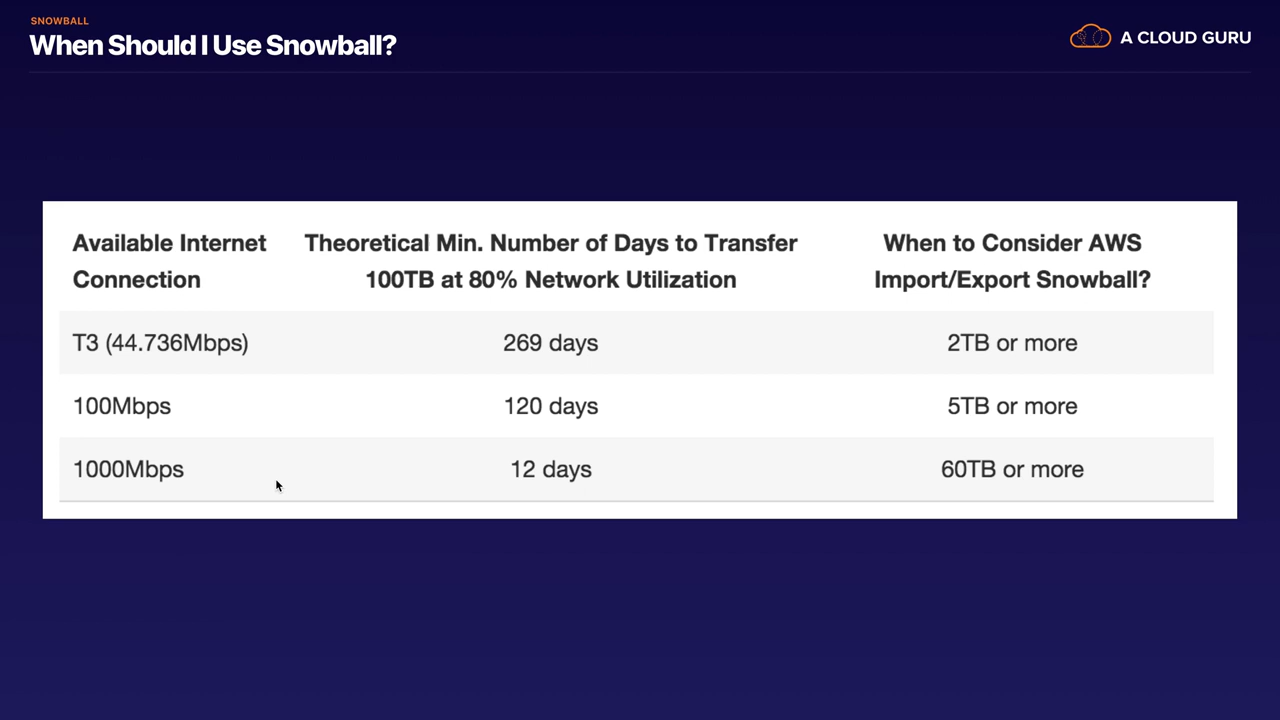 SNOWBALL
When Should I Use Snowball?
A CLOUD GURU
Available Internet Connection
Theoretical Min. Number of Days to Transfer 100TB at 80% Network Utilization
When to Consider AWS Import/Export Snowball?
T3 (44.736Mbps) 269 days 2TB or more
100Mbps 120 days 5TB or more
1000Mbps 12 days 60TB or more